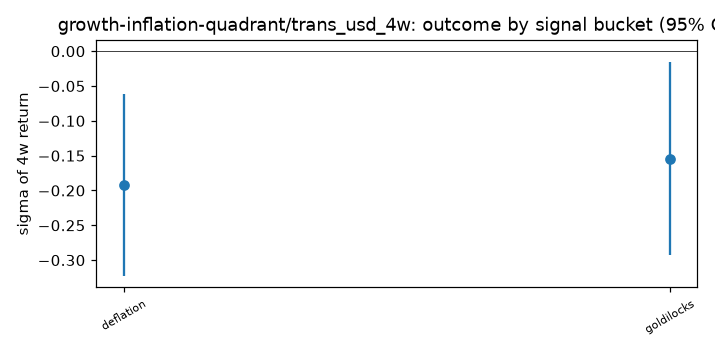 growth-inflation-quadrant/trans_usd_4w: outcome by signal bucket (95%
sigma of 4w return
0.00
−0.05
−0.10
−0.15
−0.20
−0.25
−0.30
deflation
goldilocks